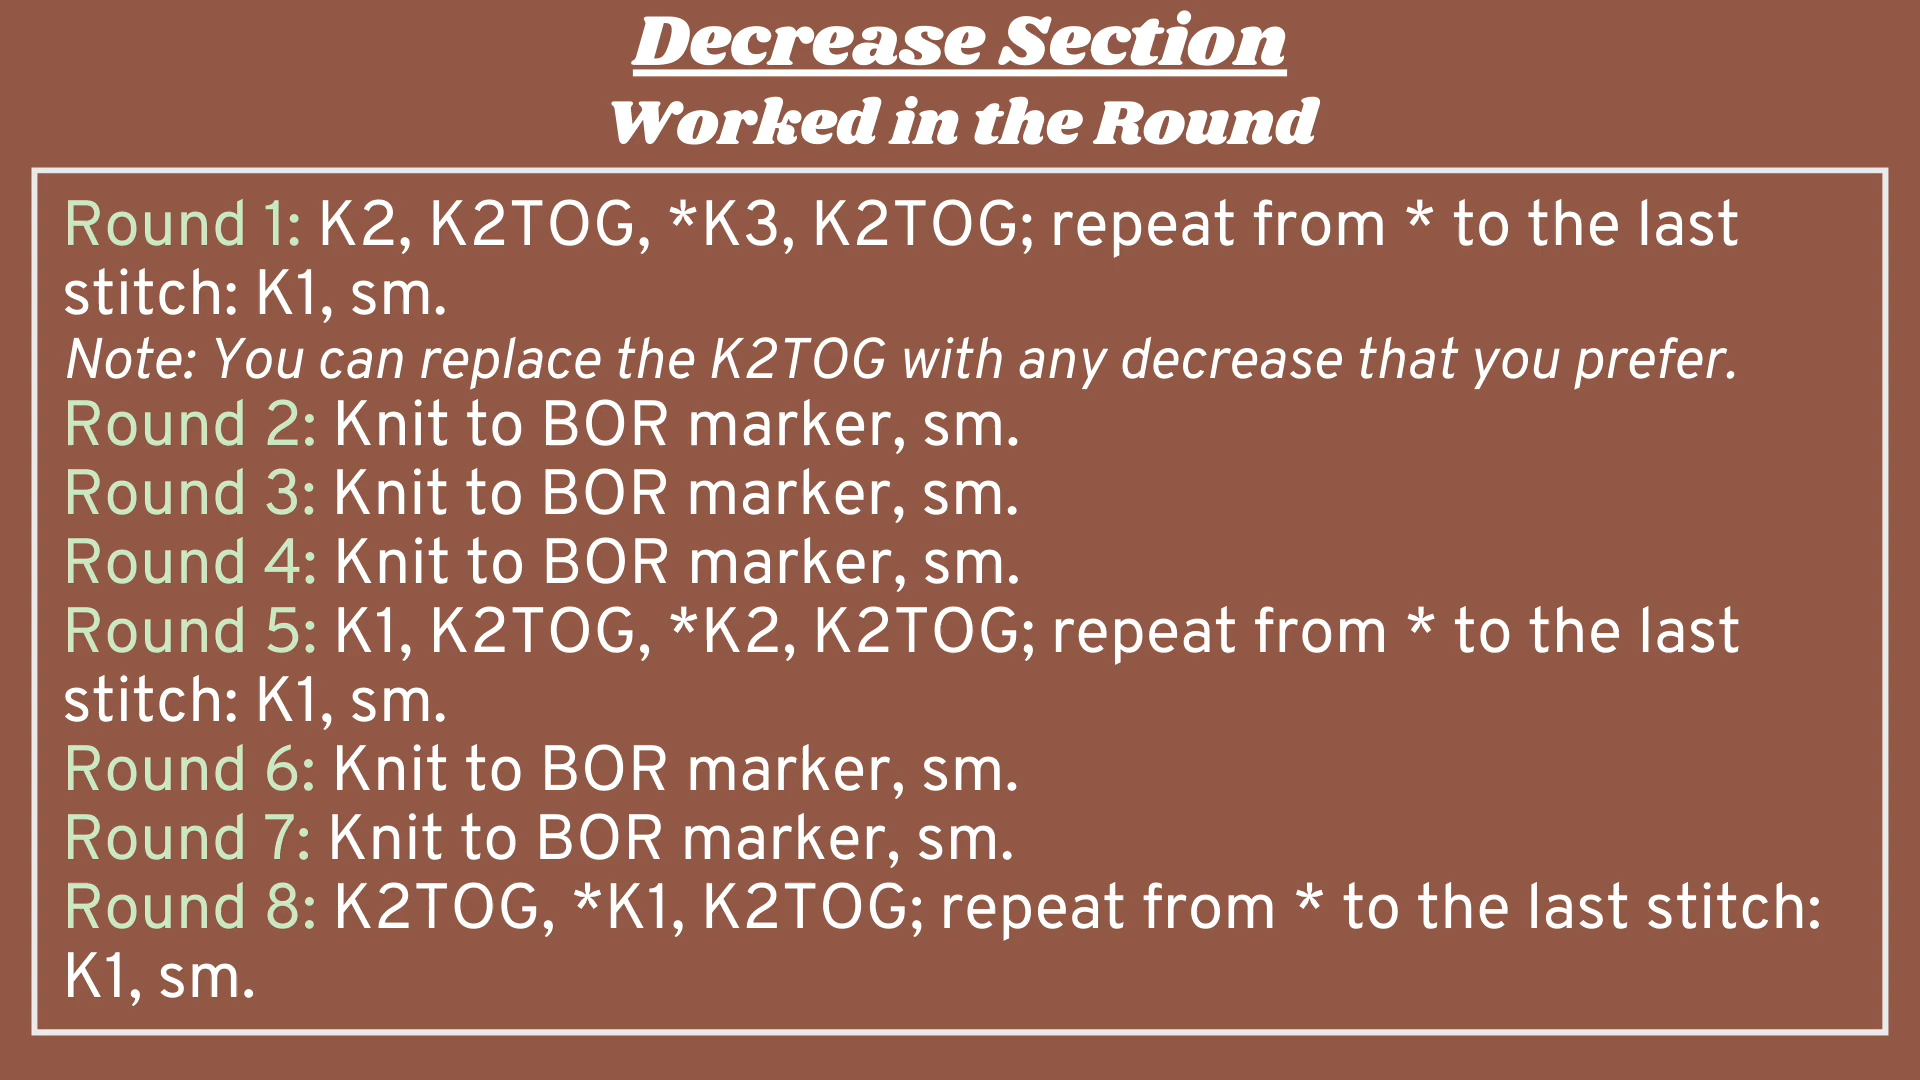 Decrease Section
Worked in the Round
Round 1: K2, K2TOG, *K3, K2TOG; repeat from * to the last
stitch: K1, sm.
Note: You can replace the K2TOG with any decrease that you prefer.
Round 2: Knit to BOR marker, sm.
Round 3: Knit to BOR marker, sm.
Round 4: Knit to BOR marker, sm.
Round 5: K1, K2TOG, *K2, K2TOG; repeat from * to the last
stitch: K1, sm.
Round 6: Knit to BOR marker, sm.
Round 7: Knit to BOR marker, sm.
Round 8: K2TOG, *K1, K2TOG; repeat from * to the last stitch:
K1, sm.